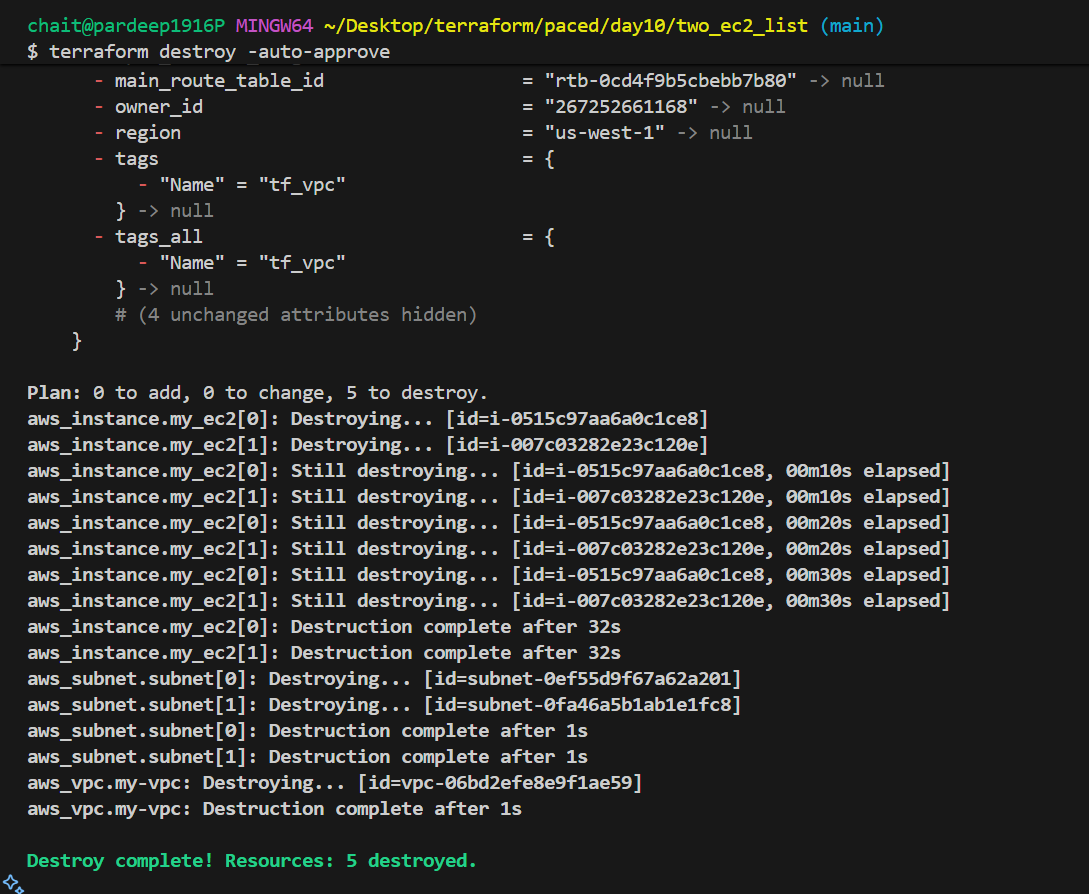 chait@pardeep1916P MINGW64 ~/Desktop/terraform/paced/day10/two_ec2_list (main)
$ terraform destroy -auto-approve
- main_route_table_id = "rtb-0cd4f9b5cbebb7b80" -> null
- owner_id = "267252661168" -> null
- region = "us-west-1" -> null
- tags = {
- "Name" = "tf_vpc"
} -> null
- tags_all = {
- "Name" = "tf_vpc"
} -> null
# (4 unchanged attributes hidden)
}
Plan: 0 to add, 0 to change, 5 to destroy.
aws_instance.my_ec2[0]: Destroying... [id=i-0515c97aa6a0c1ce8]
aws_instance.my_ec2[1]: Destroying... [id=i-007c03282e23c120e]
aws_instance.my_ec2[0]: Still destroying... [id=i-0515c97aa6a0c1ce8, 00m10s elapsed]
aws_instance.my_ec2[1]: Still destroying... [id=i-007c03282e23c120e, 00m10s elapsed]
aws_instance.my_ec2[0]: Still destroying... [id=i-0515c97aa6a0c1ce8, 00m20s elapsed]
aws_instance.my_ec2[1]: Still destroying... [id=i-007c03282e23c120e, 00m20s elapsed]
aws_instance.my_ec2[0]: Still destroying... [id=i-0515c97aa6a0c1ce8, 00m30s elapsed]
aws_instance.my_ec2[1]: Still destroying... [id=i-007c03282e23c120e, 00m30s elapsed]
aws_instance.my_ec2[0]: Destruction complete after 32s
aws_instance.my_ec2[1]: Destruction complete after 32s
aws_subnet.subnet[0]: Destroying... [id=subnet-0ef55d9f67a62a201]
aws_subnet.subnet[1]: Destroying... [id=subnet-0fa46a5b1ab1e1fc8]
aws_subnet.subnet[0]: Destruction complete after 1s
aws_subnet.subnet[1]: Destruction complete after 1s
aws_vpc.my-vpc: Destroying... [id=vpc-06bd2efe8e9f1ae59]
aws_vpc.my-vpc: Destruction complete after 1s
Destroy complete! Resources: 5 destroyed.